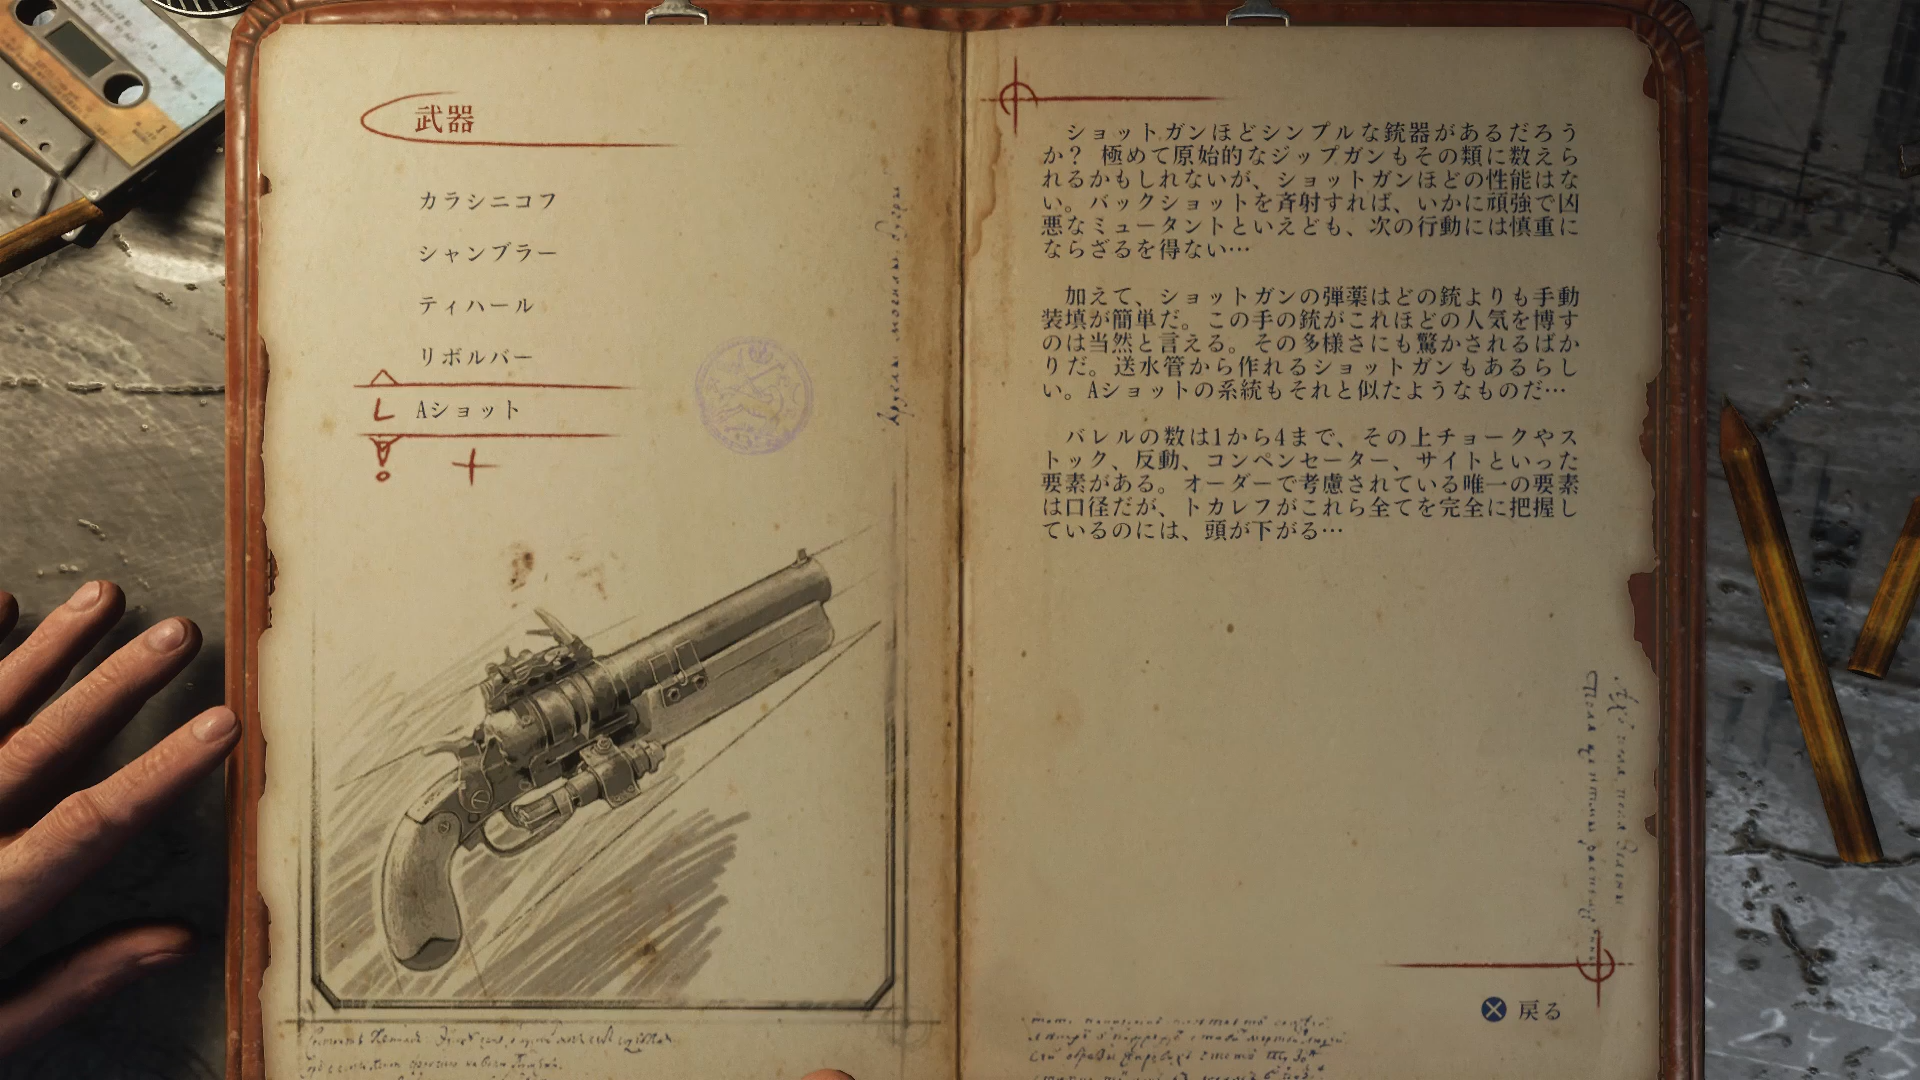 武器
カラシニコフ
シャンブラー
ティハール
リボルバー
Aショット
ショットガンほどシンプルな銃器があるだろう
か? 極めて原始的なジップガンもその類に数えら
れるかもしれないが、ショットガンほどの性能はな
い。バックショットを斉射すれば、いかに頑強で凶
悪なミュータントといえども、次の行動には慎重に
ならざるを得ない…
加えて、ショットガンの弾薬はどの銃よりも手動
装填が簡単だ。この手の銃がこれほどの人気を博す
のは当然と言える。その多様さにも驚かされるばか
りだ。送水管から作れるショットガンもあるらし
い。Aショットの系統もそれと似たようなものだ…
バレルの数は1から4まで、その上チョークやス
トック、反動、コンペンセーター、サイトといった
要素がある。オーダーで考慮されている唯一の要素
は口径だが、トカレフがこれら全てを完全に把握し
ているのには、頭が下がる…
戻る